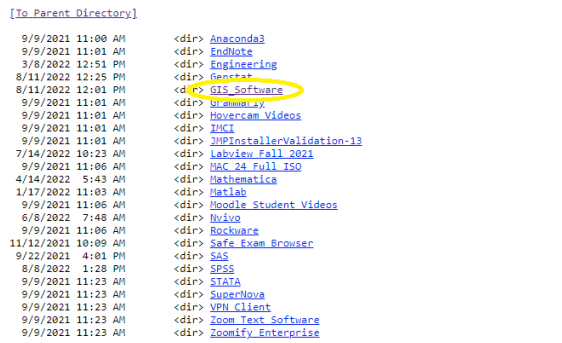 [To Parent Directory]
9/9/2021 11:00 AM <dir> Anaconda3
9/9/2021 11:01 AM <dir> EndNote
3/8/2022 12:51 PM <dir> Engineering
8/11/2022 12:25 PM <dir> Genstat
8/11/2022 12:01 PM <dir> GIS_Software
9/9/2021 11:01 AM <dir> Grammarly
9/9/2021 11:01 AM <dir> Hovercam Videos
9/9/2021 11:01 AM <dir> IMCI
9/9/2021 11:01 AM <dir> JMPInstallerValidation-13
7/14/2022 10:23 AM <dir> Labview Fall 2021
9/9/2021 11:06 AM <dir> MAC 24 Full ISO
4/14/2022 5:43 AM <dir> Mathematica
1/17/2022 11:03 AM <dir> Matlab
9/9/2021 11:06 AM <dir> Moodle Student Videos
6/8/2022 7:48 AM <dir> Nvivo
9/9/2021 11:06 AM <dir> Rockware
11/12/2021 10:09 AM <dir> Safe Exam Browser
9/22/2021 4:01 PM <dir> SAS
8/8/2022 1:28 PM <dir> SPSS
9/9/2021 11:23 AM <dir> STATA
9/9/2021 11:23 AM <dir> SuperNova
9/9/2021 11:23 AM <dir> VPN Client
9/9/2021 11:23 AM <dir> Zoom Text Software
9/9/2021 11:23 AM <dir> Zoomify Enterprise